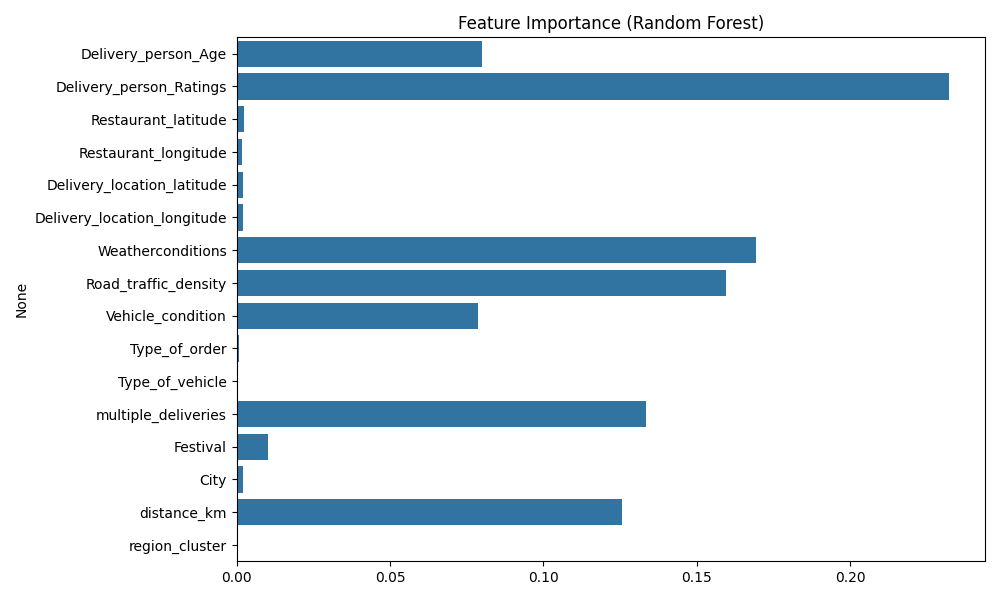 Feature Importance (Random Forest)
Delivery_person_Age
Delivery_person_Ratings
Restaurant_latitude
Restaurant_longitude
Delivery_location_latitude
Delivery_location_longitude
Weatherconditions
Road_traffic_density
Vehicle_condition
Type_of_order
Type_of_vehicle
multiple_deliveries
Festival
City
distance_km
region_cluster
None
0.00 0.05 0.10 0.15 0.20